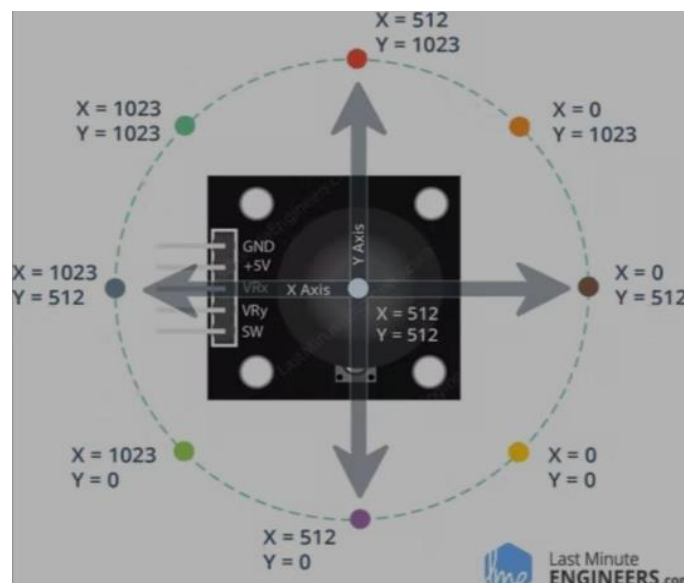 X = 512
Y = 1023
X = 1023
Y = 1023
X = 0
Y = 1023
GND
+5V
VRx
VRy
SW
Y Axis
X Axis
X = 1023
Y = 512
X = 512
Y = 512
X = 0
Y = 512
X = 1023
Y = 0
X = 0
Y = 0
X = 512
Y = 0
Last Minute
ENGINEERS.com